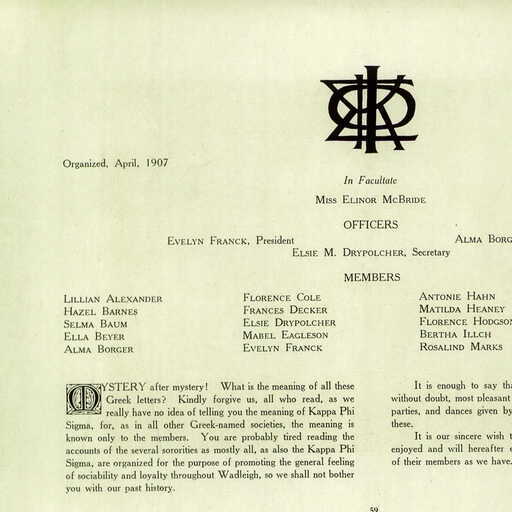 Organized, April, 1907
In Facultate
Miss Elinor McBride
OFFICERS
Evelyn Franck, President
Alma Borg
Elsie M. Drypolcher, Secretary
MEMBERS
Lillian Alexander
Hazel Barnes
Selma Baum
Ella Beyer
Alma Borger
Florence Cole
Frances Decker
Elsie Drypolcher
Mabel Eagleson
Evelyn Franck
Antonie Hahn
Matilda Heaney
Florence Hodgson
Bertha Illch
Rosalind Marks
MYSTERY after mystery! What is the meaning of all these
Greek letters? Kindly forgive us, all who read, as we
really have no idea of telling you the meaning of Kappa Phi
Sigma, for, as in all other Greek-named societies, the meaning is
known only to the members. You are probably tired reading the
accounts of the several sororities as mostly all, as also the Kappa Phi
Sigma, are organized for the purpose of promoting the general feeling
of sociability and loyalty throughout Wadleigh, so we shall not bother
you with our past history.
It is enough to say tha
without doubt, most pleasant
parties, and dances given by
these.
It is our sincere wish t
enjoyed and will hereafter e
of their members as we have.
59